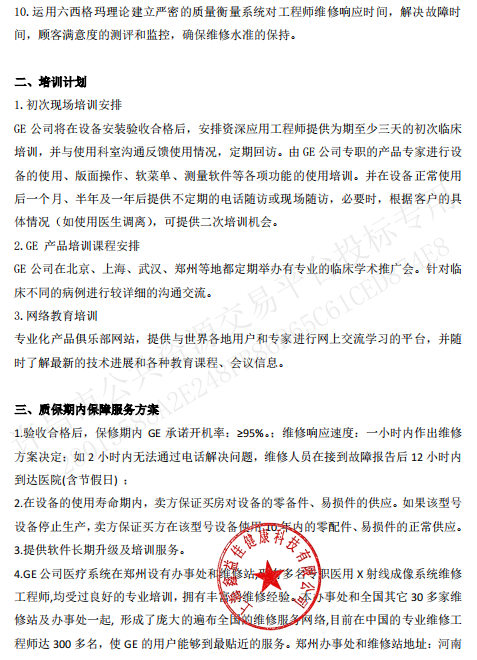 10. 运用六西格玛理论建立严密的质量衡量系统对工程师维修响应时间，解决故障时
间，顾客满意度的测评和监控，确保维修水准的保持。
二、培训计划
1. 初次现场培训安排
GE 公司将在设备安装验收合格后，安排资深应用工程师提供为期至少三天的初次临床
培训，并与使用科室沟通反馈使用情况，定期回访。由 GE 公司专职的产品专家进行设
备的使用、版面操作、软菜单、测量软件等各项功能的使用培训。并在设备正常使用
后一个月、半年及一年后提供不定期的电话随访或现场随访，必要时，根据客户的具
体情况（如使用医生调离），可提供二次培训机会。
2. GE 产品培训课程安排
GE 公司在北京、上海、武汉、郑州等地都定期举办有专业的临床学术推广会。针对临
床不同的病例进行较详细的沟通交流。
3. 网络教育培训
专业化产品俱乐部网站，提供与世界各地用户和专家进行网上交流学习的平台，并随
时了解最新的技术进展和各种教育课程、会议信息。
三、质保期内保障服务方案
1.验收合格后，保修期内 GE 承诺开机率：≥95%。；维修响应速度：一小时内作出维修
方案决定；如 2 小时内无法通过电话解决问题，维修人员在接到故障报告后 12 小时内
到达医院(含节假日)；
2.在设备的使用寿命期内，卖方保证买房对设备的零备件、易损件的供应。如果该型号
设备停止生产，卖方保证买方在该型号设备使用 10 年内的零配件、易损件的正常供应。
3.提供软件长期升级及培训服务。
4.GE 公司医疗系统在郑州设有办事处和维修站，多名专职医用 X 射线成像系统维修
工程师,均受过良好的专业培训，拥有丰富的维修经验。办事处和全国其它 30 多家维
修站及办事处一起，形成了庞大的遍布全国的维修服务网络,目前在中国的专业维修工
程师达 300 多名，使 GE 的用户能够到最贴近的服务。郑州办事处和维修站地址：河南
益佳健康科技有限公司